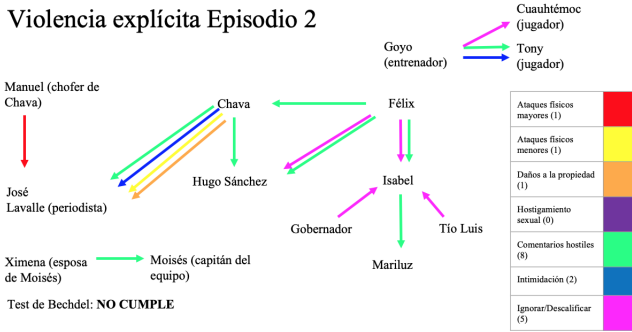 Violencia explícita Episodio 2
Cuauhtémoc
(jugador)
Goyo
(entrenador)
Tony
(jugador)
Manuel (chofer de
Chava)
Chava
Félix
José
Lavalle (periodista)
Hugo Sánchez
Isabel
Gobernador
Tío Luis
Mariluz
Ximena (esposa
de Moisés)
Moisés (capitán del
equipo)
Test de Bechdel: NO CUMPLE
Ataques físicos
mayores (1)
Ataques físicos
menores (1)
Daños a la propiedad
(1)
Hostigamiento
sexual (0)
Comentarios hostiles
(8)
Intimidación (2)
Ignorar/Descalificar
(5)